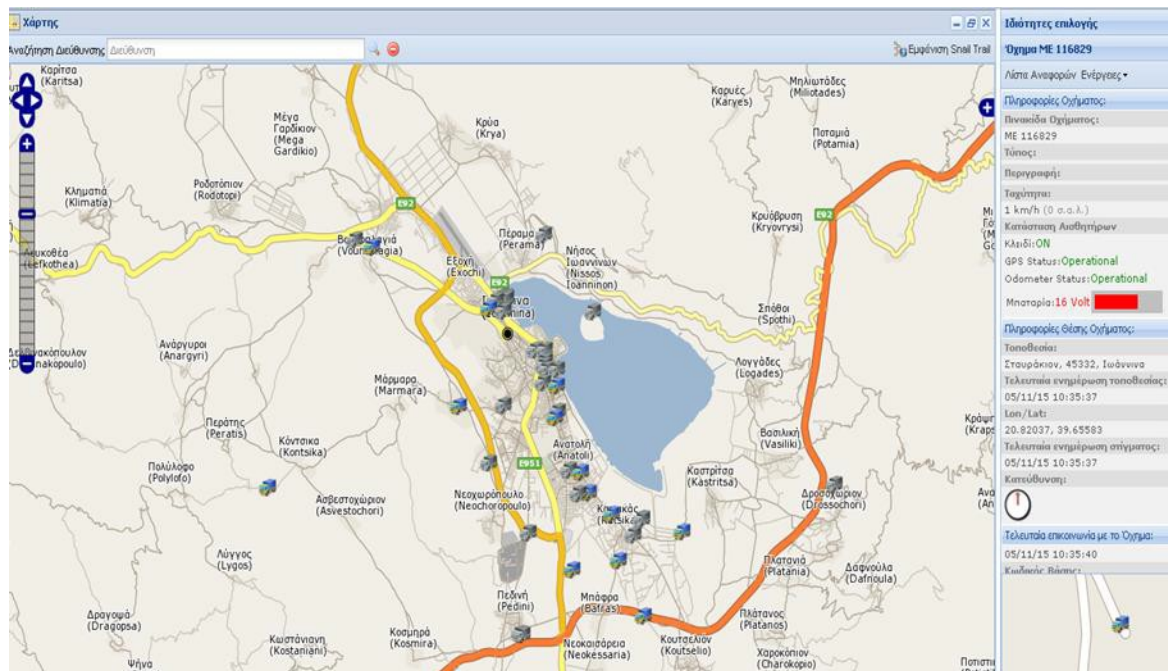 Χάρτης
Αναζήτηση Διεύθυνσης Διεύθυνση
Εμφάνιση Snail Trail
Καρίτσα
(Karitsa)
Μέγα
Γαρδίκιον
(Mega
Gardikio)
Κρύα
(Krya)
Καρυές
(Karyes)
Μηλιωτάδες
(Miliotades)
Ποταμιά
(Potamia)
Κληματιά
(Klimatia)
Ροδοτόπιον
(Rodotopi)
E92
Κρυόβρυση
(Kryovrysi)
E92
Λευκοθέα
(Lefkothea)
Πέραμα
(Perama)
Εξοχή
(Exochi)
Νήσος
Ιωαννίνων
(Nissos
Ioanninon)
E92
Σπόθοι
(Spothi)
Ανάργυροι
(Anargyri)
Λογγάδες
(Logades)
Μάρμαρα
(Marmara)
Περάτης
(Peratis)
Κόντσικα
(Kontsika)
Ανατολή
(Anatoli)
Βασιλική
(Vasiliki)
E951
Πολύλοφο
(Polylofo)
Ασβεστοχώριον
(Asvestochori)
Νεοχωρόπουλο
(Neochoropoulo)
Καστρίτσα
(Kastritsa)
Δροσοχώριον
(Drossochori)
Λύγγος
(Lygos)
Πλατανιά
(Platania)
Δαφνούλα
(Dafnoula)
Πεδινή
(Pedini)
Μπάφρα
(Bafras)
Πλάτανος
(Platanos)
Δραγοψά
(Dragopsa)
Κωστάνιανη
(Kostaniani)
Κοσμηρά
(Kosmira)
Νεοκαισάρεια
(Neokessaria)
Κουτσελιόν
(Koutselio)
Χαροκόπιον
(Charokopio)
Ψήνα
Ιδιότητες επιλογής
Όχημα ΜΕ 116829
Λίστα Αναφορών Ενέργειες
Πληροφορίες Οχήματος:
Πινακίδα Οχήματος:
ΜΕ 116829
Τύπος:
Περιγραφή:
Ταχύτητα:
1 km/h (0 σ.α.λ.)
Κατάσταση Αισθητήρων
Κλειδί:ON
GPS Status:Operational
Odometer Status:Operational
Μπαταρία:16 Volt
Πληροφορίες Θέσης Οχήματος:
Τοποθεσία:
Σταυράκιον, 45332, Ιωάννινα
Τελευταία ενημέρωση τοποθεσίας:
05/11/15 10:35:37
Lon/Lat:
20.82037, 39.65583
Τελευταία ενημέρωση στίγματος:
05/11/15 10:35:37
Κατεύθυνση:
Τελευταία επικοινωνία με το Όχημα:
05/11/15 10:35:40
Κωδικός Βάσης: